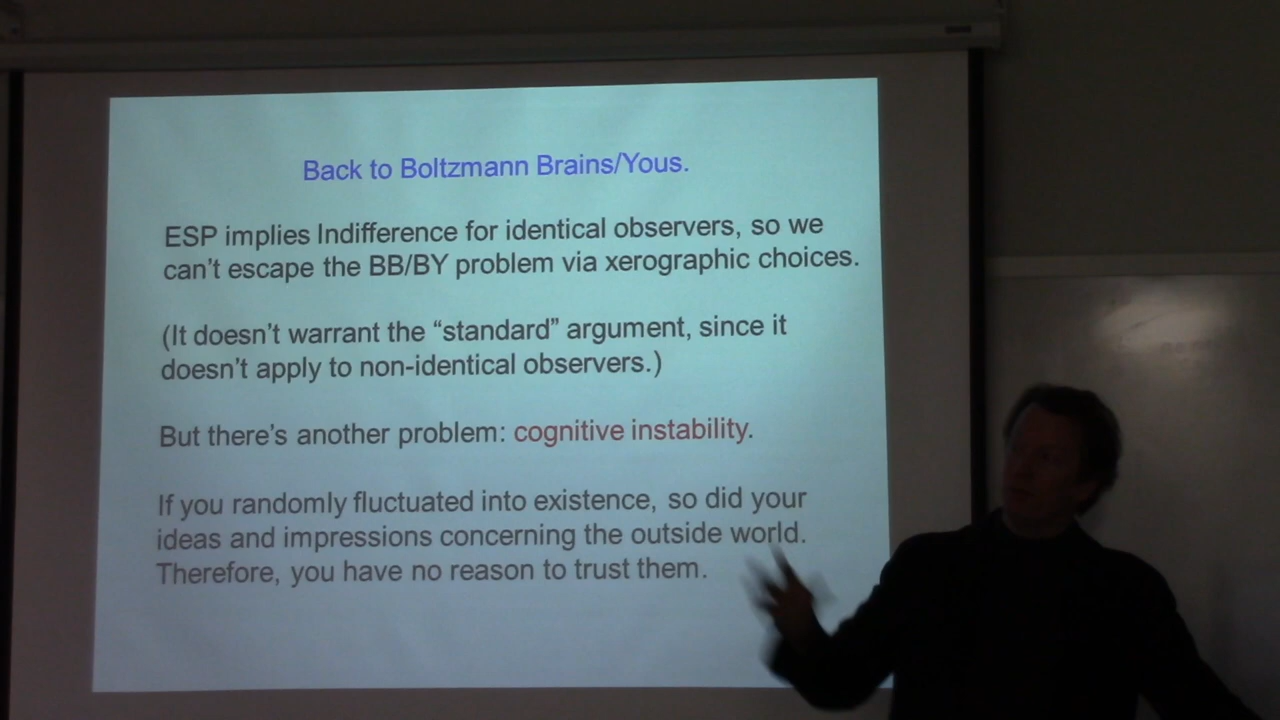 Back to Boltzmann Brains/Yous.
ESP implies Indifference for identical observers, so we
can't escape the BB/BY problem via xerographic choices.
(It doesn't warrant the “standard” argument, since it
doesn't apply to non-identical observers.)
But there's another problem: cognitive instability.
If you randomly fluctuated into existence, so did your
ideas and impressions concerning the outside world.
Therefore, you have no reason to trust them.